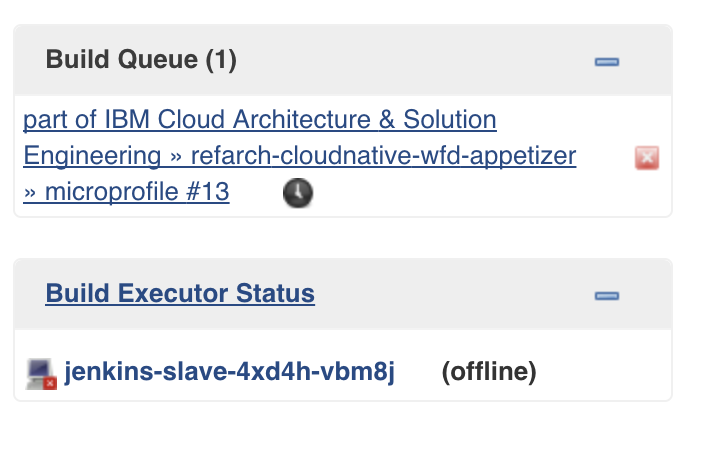 Build Queue (1)
part of IBM Cloud Architecture & Solution
Engineering » refarch-cloudnative-wfd-appetizer
» microprofile #13
Build Executor Status
jenkins-slave-4xd4h-vbm8j (offline)